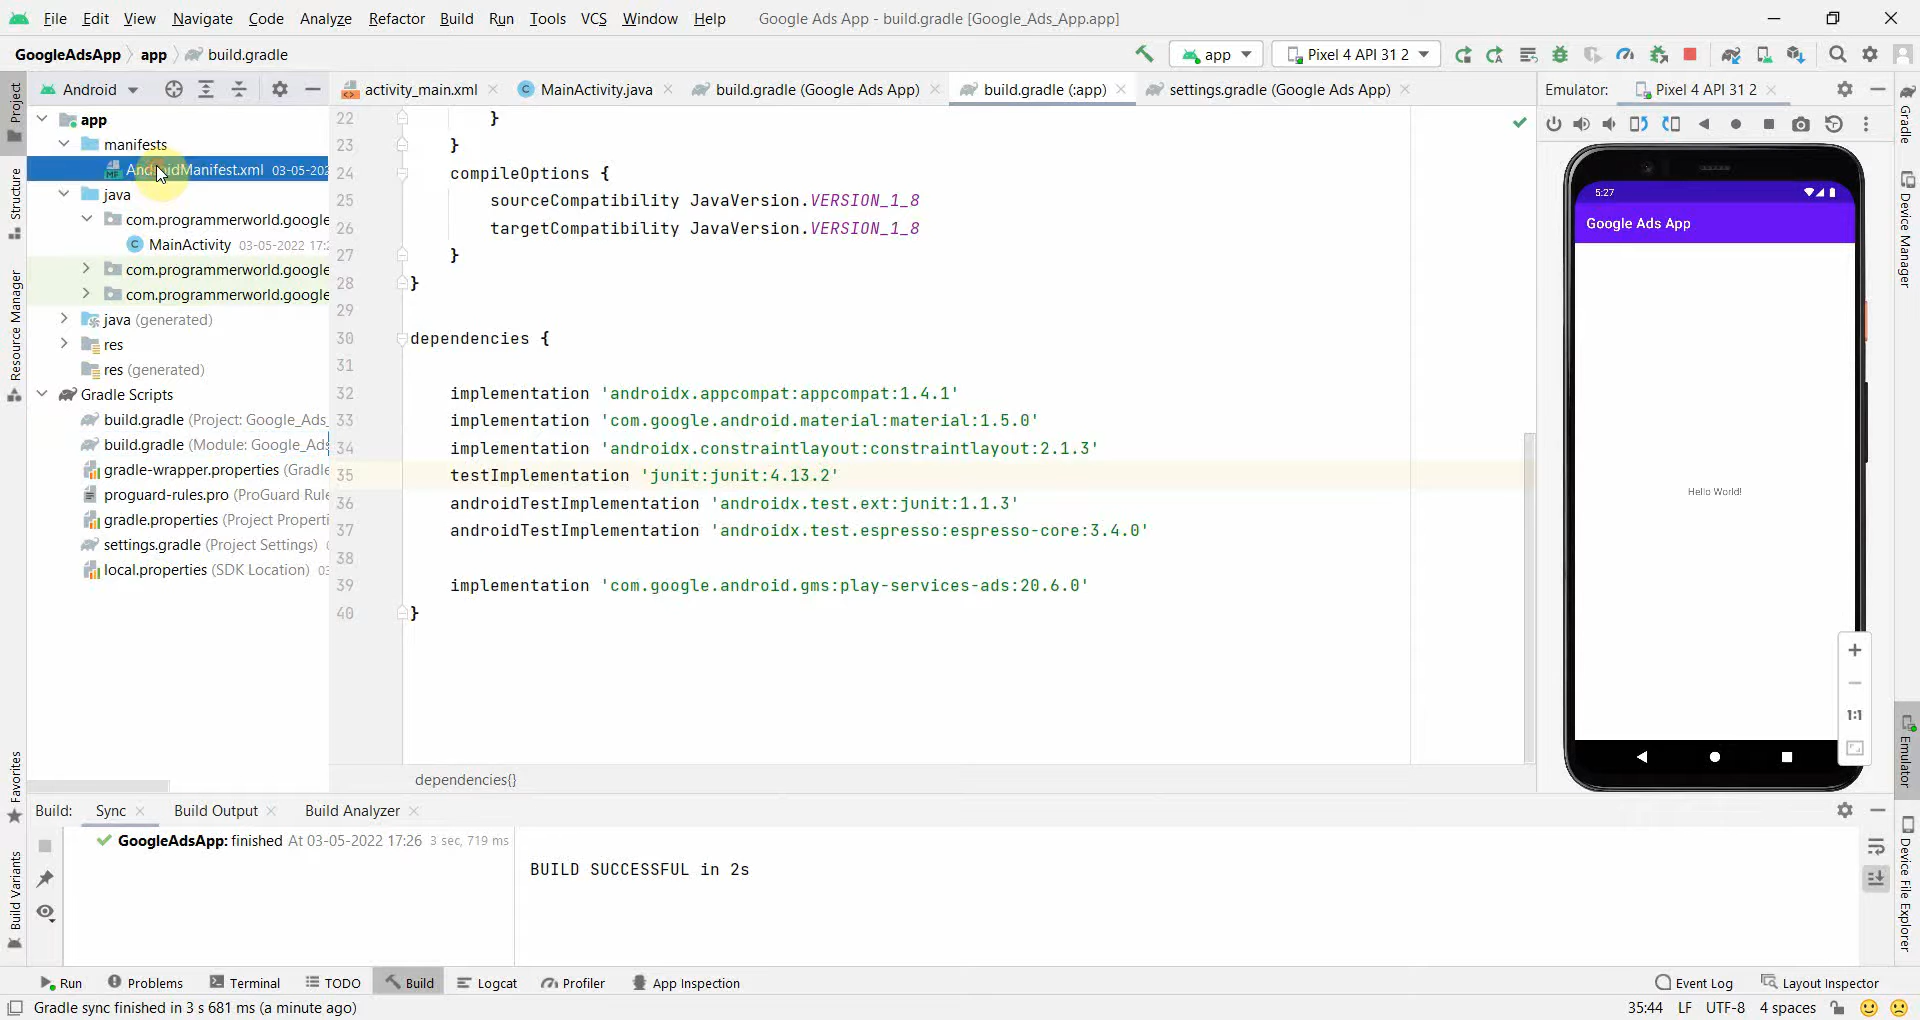 File Edit View Navigate Code Analyze Refactor Build Run Tools VCS Window Help Google Ads App - build.gradle [Google_Ads_App.app]
GoogleAdsApp app build.gradle app Pixel 4 API 31 2
Android activity_main.xml MainActivity.java build.gradle (Google Ads App) build.gradle (:app) settings.gradle (Google Ads App) Emulator: Pixel 4 API 31 2
Project
Structure
Resource Manager
Favorites
Build Variants
app
manifests
AndroidManifest.xml 03-05-202
java
com.programmerworld.google
MainActivity 03-05-2022 17:2
com.programmerworld.google
com.programmerworld.google
java (generated)
res
res (generated)
Gradle Scripts
build.gradle (Project: Google_Ads_
build.gradle (Module: Google_Ads
gradle-wrapper.properties (Gradle
proguard-rules.pro (ProGuard Rule
gradle.properties (Project Properti
settings.gradle (Project Settings)
local.properties (SDK Location) 03
22 }
23 }
24 compileOptions {
25 sourceCompatibility JavaVersion.VERSION_1_8
26 targetCompatibility JavaVersion.VERSION_1_8
27 }
28 }
29
30 dependencies {
31
32 implementation 'androidx.appcompat:appcompat:1.4.1'
33 implementation 'com.google.android.material:material:1.5.0'
34 implementation 'androidx.constraintlayout:constraintlayout:2.1.3'
35 testImplementation 'junit:junit:4.13.2'
36 androidTestImplementation 'androidx.test.ext:junit:1.1.3'
37 androidTestImplementation 'androidx.test.espresso:espresso-core:3.4.0'
38
39 implementation 'com.google.android.gms:play-services-ads:20.6.0'
40 }
dependencies{}
5:27
Google Ads App
Hello World!
1:1
Gradle
Device Manager
Emulator
Device File Explorer
Build: Sync Build Output Build Analyzer
GoogleAdsApp: finished At 03-05-2022 17:26 3 sec, 719 ms
BUILD SUCCESSFUL in 2s
Run Problems Terminal TODO Build Logcat Profiler App Inspection Event Log Layout Inspector
Gradle sync finished in 3 s 681 ms (a minute ago) 35:44 LF UTF-8 4 spaces